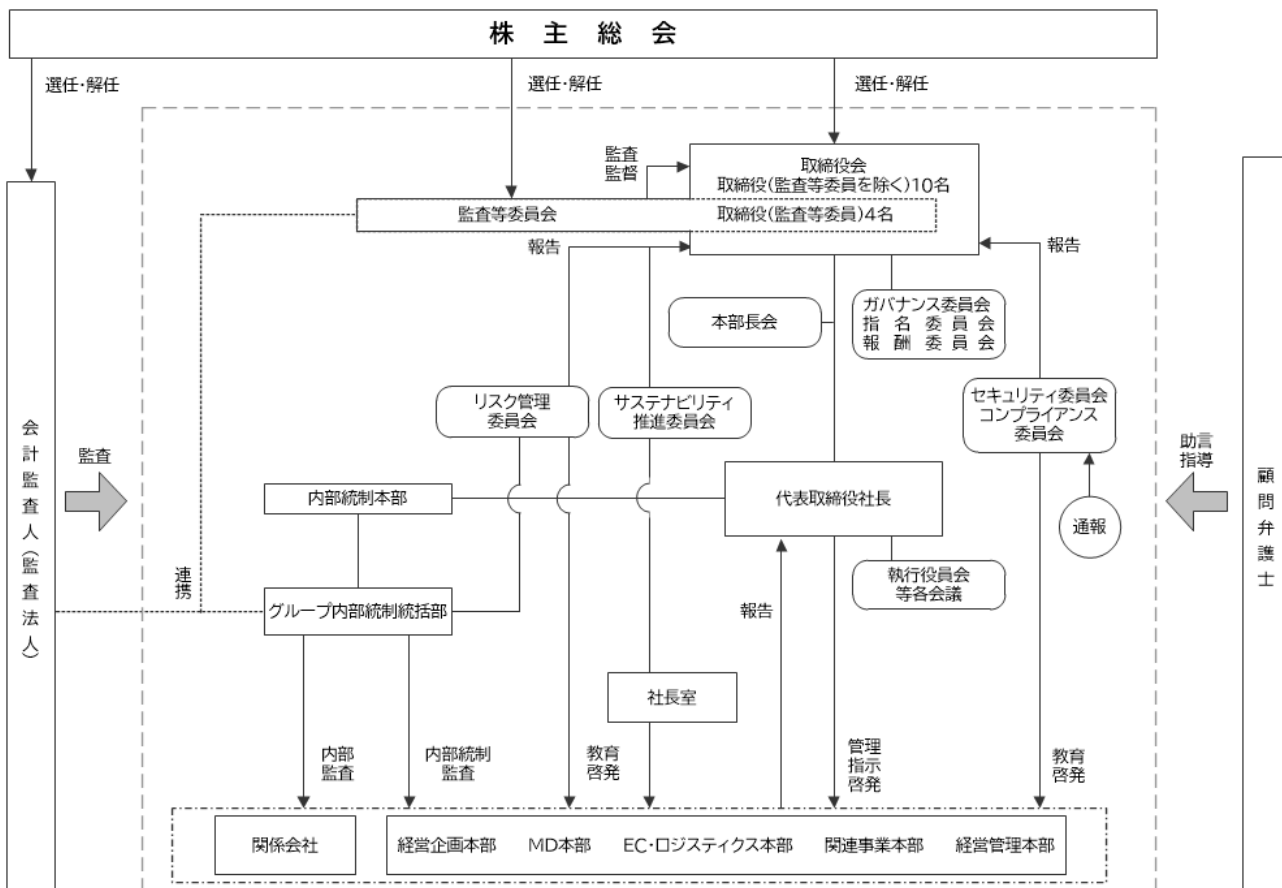 株主総会
選任・解任
選任・解任
選任・解任
監査
監督
取締役会
取締役(監査等委員を除く)10名
監査等委員会
取締役(監査等委員)4名
報告
報告
本部長会
ガバナンス委員会
指名委員会
報酬委員会
リスク管理
委員会
サステナビリティ
推進委員会
セキュリティ委員会
コンプライアンス
委員会
会計監査人(監査法人)
監査
助言
指導
顧問弁護士
内部統制本部
代表取締役社長
通報
連携
執行役員会
等各会議
グループ内部統制統括部
報告
社長室
内部
監査
内部統制
監査
教育
啓発
管理
指示
啓発
教育
啓発
関係会社
経営企画本部
MD本部
EC・ロジスティクス本部
関連事業本部
経営管理本部